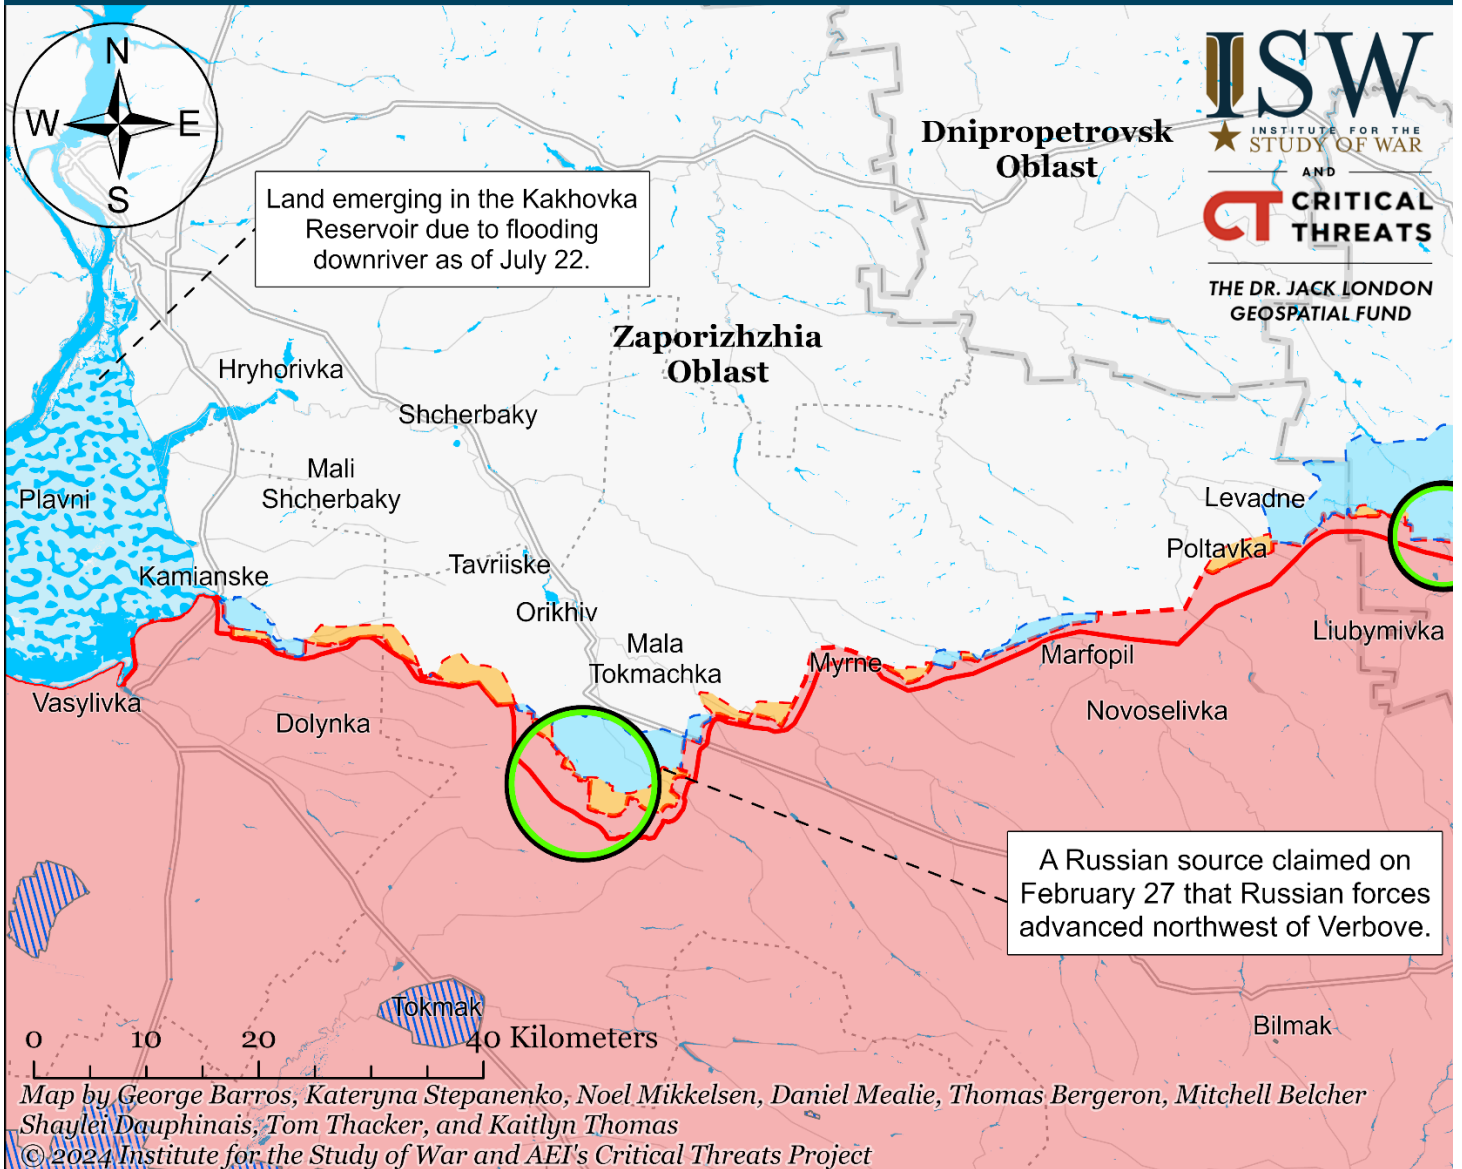 N
W
E
S
ISW
INSTITUTE FOR THE
STUDY OF WAR
AND
CT CRITICAL
THREATS
THE DR. JACK LONDON
GEOSPATIAL FUND
Dnipropetrovsk
Oblast
Land emerging in the Kakhovka
Reservoir due to flooding
downriver as of July 22.
Zaporizhzhia
Oblast
Hryhorivka
Shcherbaky
Mali
Shcherbaky
Plavni
Levadne
Poltavka
Tavriiske
Kamianske
Orikhiv
Mala
Tokmachka
Liubymivka
Myrne
Marfopil
Vasylivka
Dolynka
Novoselivka
A Russian source claimed on
February 27 that Russian forces
advanced northwest of Verbove.
Tokmak
Bilmak
0 10 20 40 Kilometers
Map by George Barros, Kateryna Stepanenko, Noel Mikkelsen, Daniel Mealie, Thomas Bergeron, Mitchell Belcher
Shaylei Dauphinais, Tom Thacker, and Kaitlyn Thomas
© 2024 Institute for the Study of War and AEI's Critical Threats Project